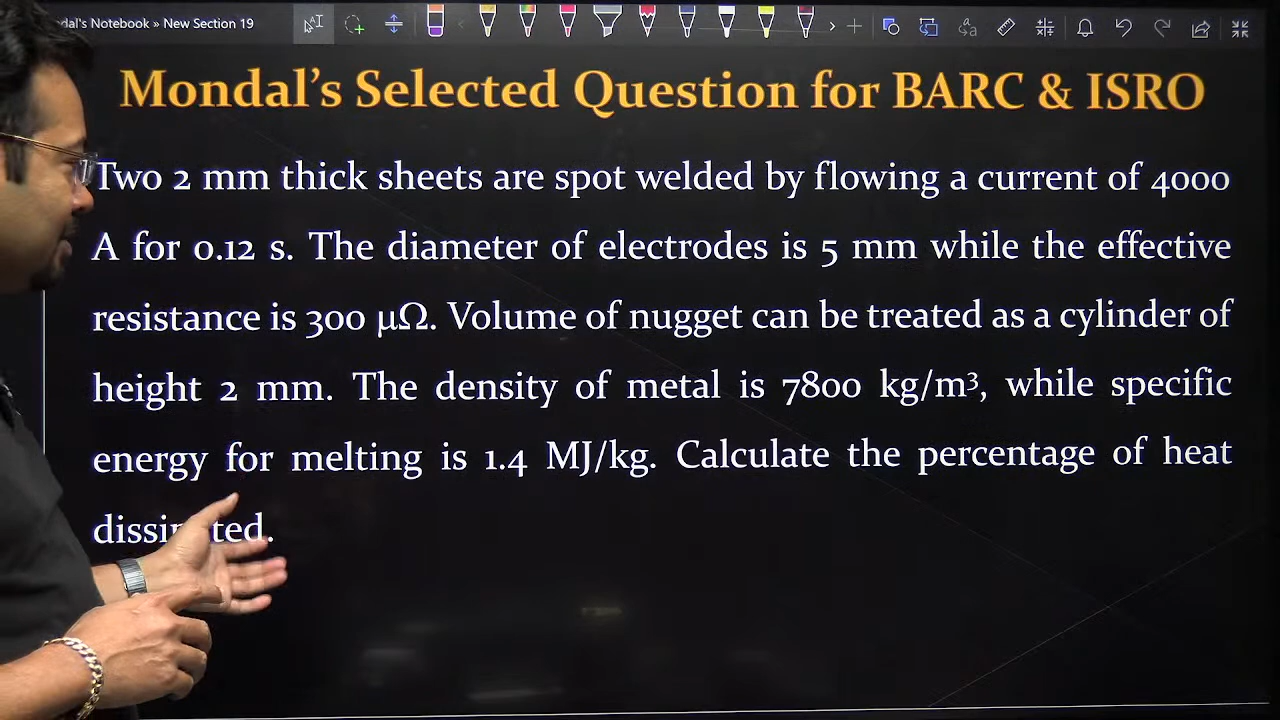 dal's Notebook » New Section 19
Mondal's Selected Question for BARC & ISRO
Two 2 mm thick sheets are spot welded by flowing a current of 4000
A for 0.12 s. The diameter of electrodes is 5 mm while the effective
resistance is 300 μΩ. Volume of nugget can be treated as a cylinder of
height 2 mm. The density of metal is 7800 kg/m³, while specific
energy for melting is 1.4 MJ/kg. Calculate the percentage of heat
dissipated.